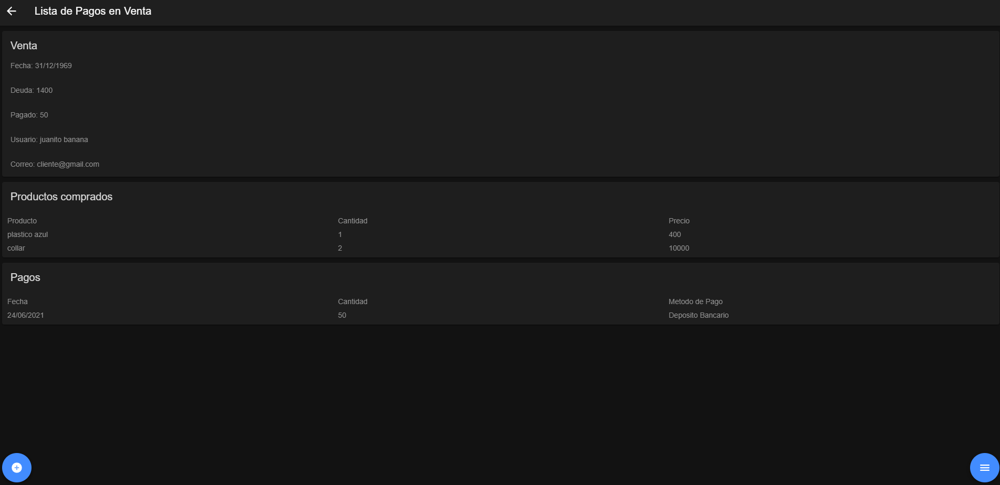 Lista de Pagos en Venta
Venta
Fecha: 31/12/1969
Deuda: 1400
Pagado: 50
Usuario: juanito banana
Correo: cliente@gmail.com
Productos comprados
Producto Cantidad Precio
plastico azul 1 400
collar 2 10000
Pagos
Fecha Cantidad Metodo de Pago
24/06/2021 50 Deposito Bancario